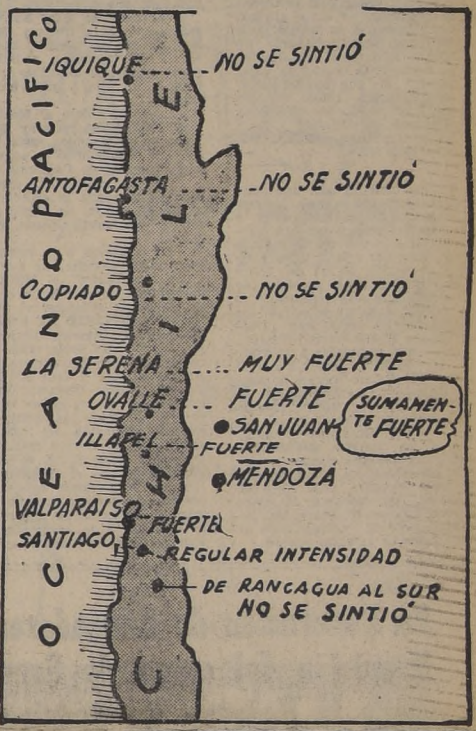 OCEANO PACIFICO
CHILE
IQUIQUE NO SE SINTIÓ
ANTOFAGASTA NO SE SINTIÓ
COPIAPO NO SE SINTIÓ
LA SERENA MUY FUERTE
OVALLE FUERTE
SAN JUAN SUMAMEN-
TE FUERTE
ILLAPEL FUERTE
MENDOZA
VALPARAISO FUERTE
SANTIAGO REGULAR INTENSIDAD
DE RANCAGUA AL SUR
NO SE SINTIÓ